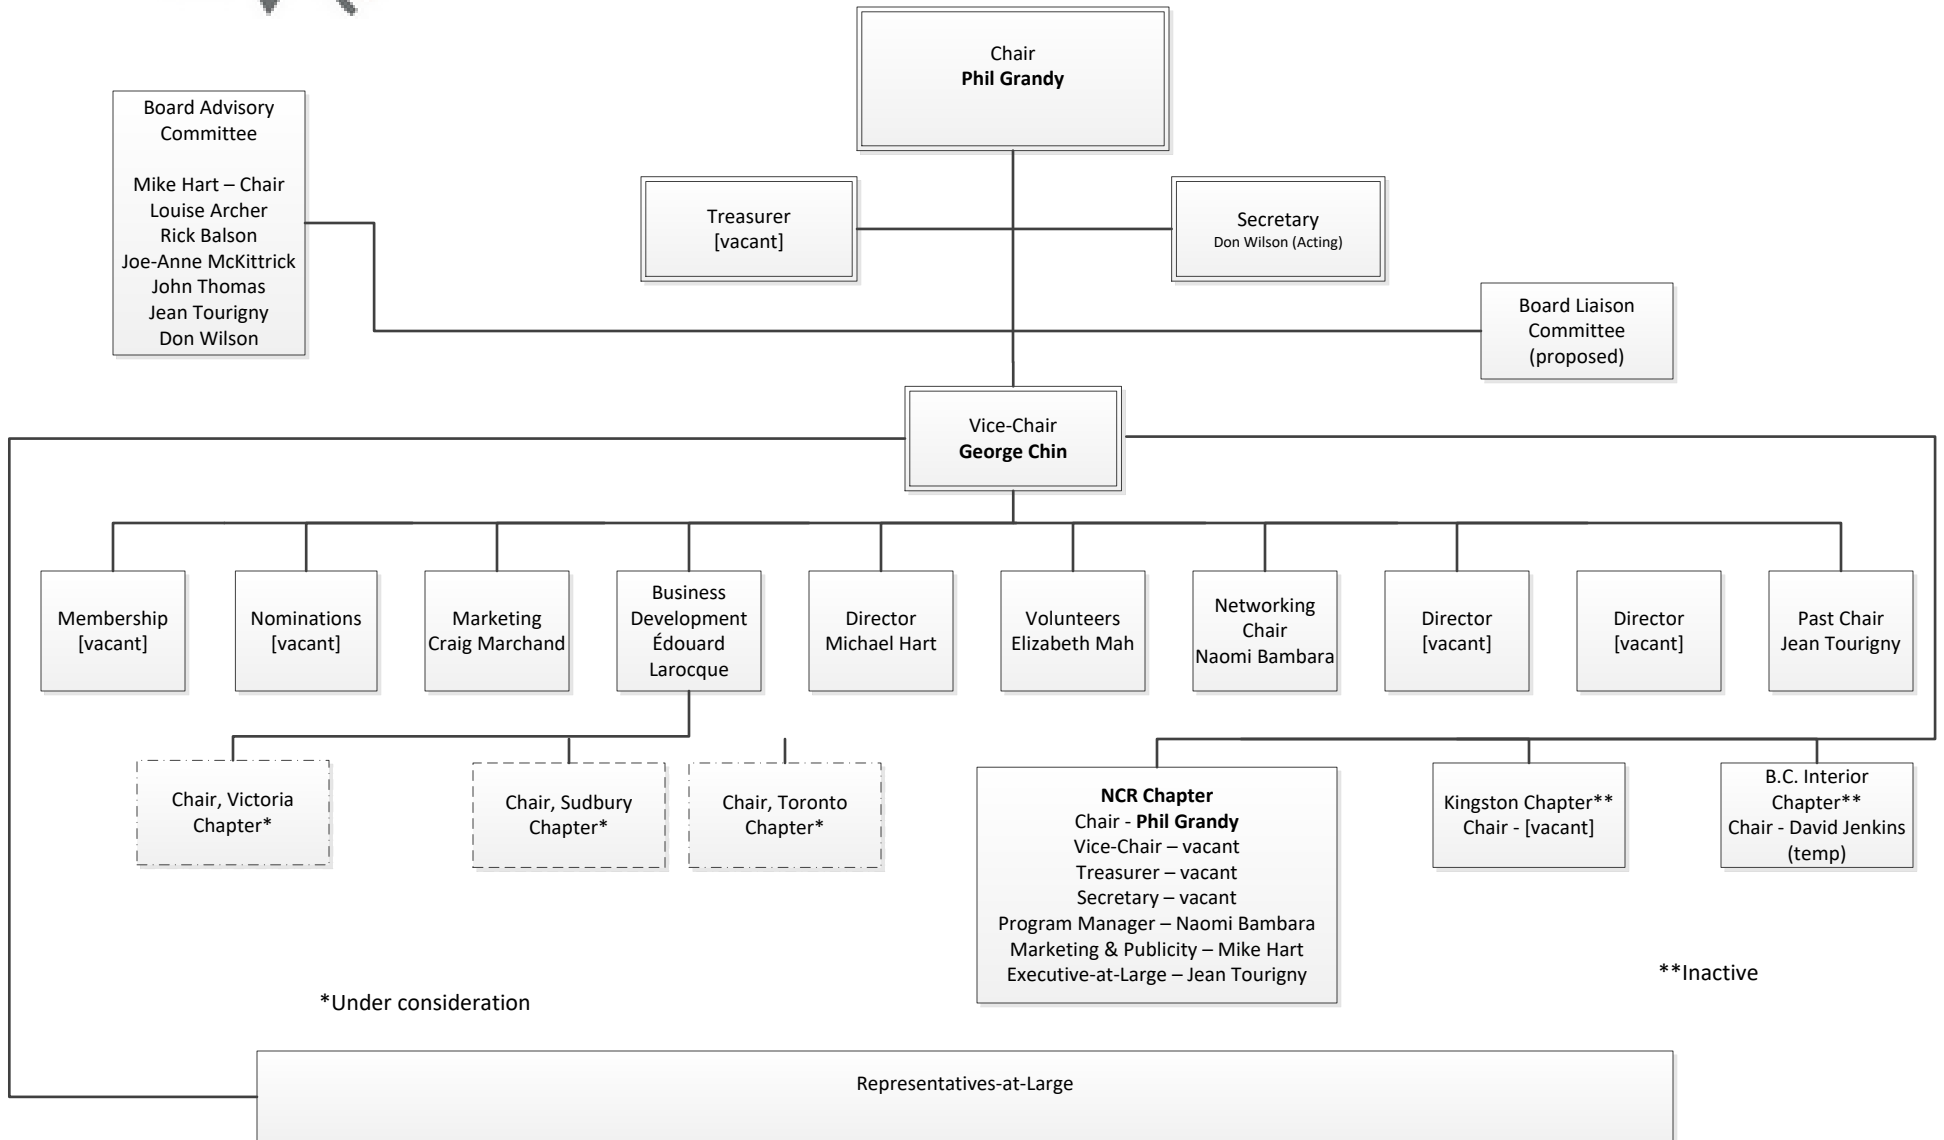 Chair
Phil Grandy
Board Advisory
Committee
Mike Hart – Chair
Louise Archer
Rick Balson
Joe-Anne McKittrick
John Thomas
Jean Tourigny
Don Wilson
Treasurer
[vacant]
Secretary
Don Wilson (Acting)
Board Liaison
Committee
(proposed)
Vice-Chair
George Chin
Membership
[vacant]
Nominations
[vacant]
Marketing
Craig Marchand
Business
Development
Édouard
Larocque
Director
Michael Hart
Volunteers
Elizabeth Mah
Networking
Chair
Naomi Bambara
Director
[vacant]
Director
[vacant]
Past Chair
Jean Tourigny
Chair, Victoria
Chapter*
Chair, Sudbury
Chapter*
Chair, Toronto
Chapter*
NCR Chapter
Chair - Phil Grandy
Vice-Chair – vacant
Treasurer – vacant
Secretary – vacant
Program Manager – Naomi Bambara
Marketing & Publicity – Mike Hart
Executive-at-Large – Jean Tourigny
Kingston Chapter**
Chair - [vacant]
B.C. Interior
Chapter**
Chair - David Jenkins
(temp)
**Inactive
*Under consideration
Representatives-at-Large